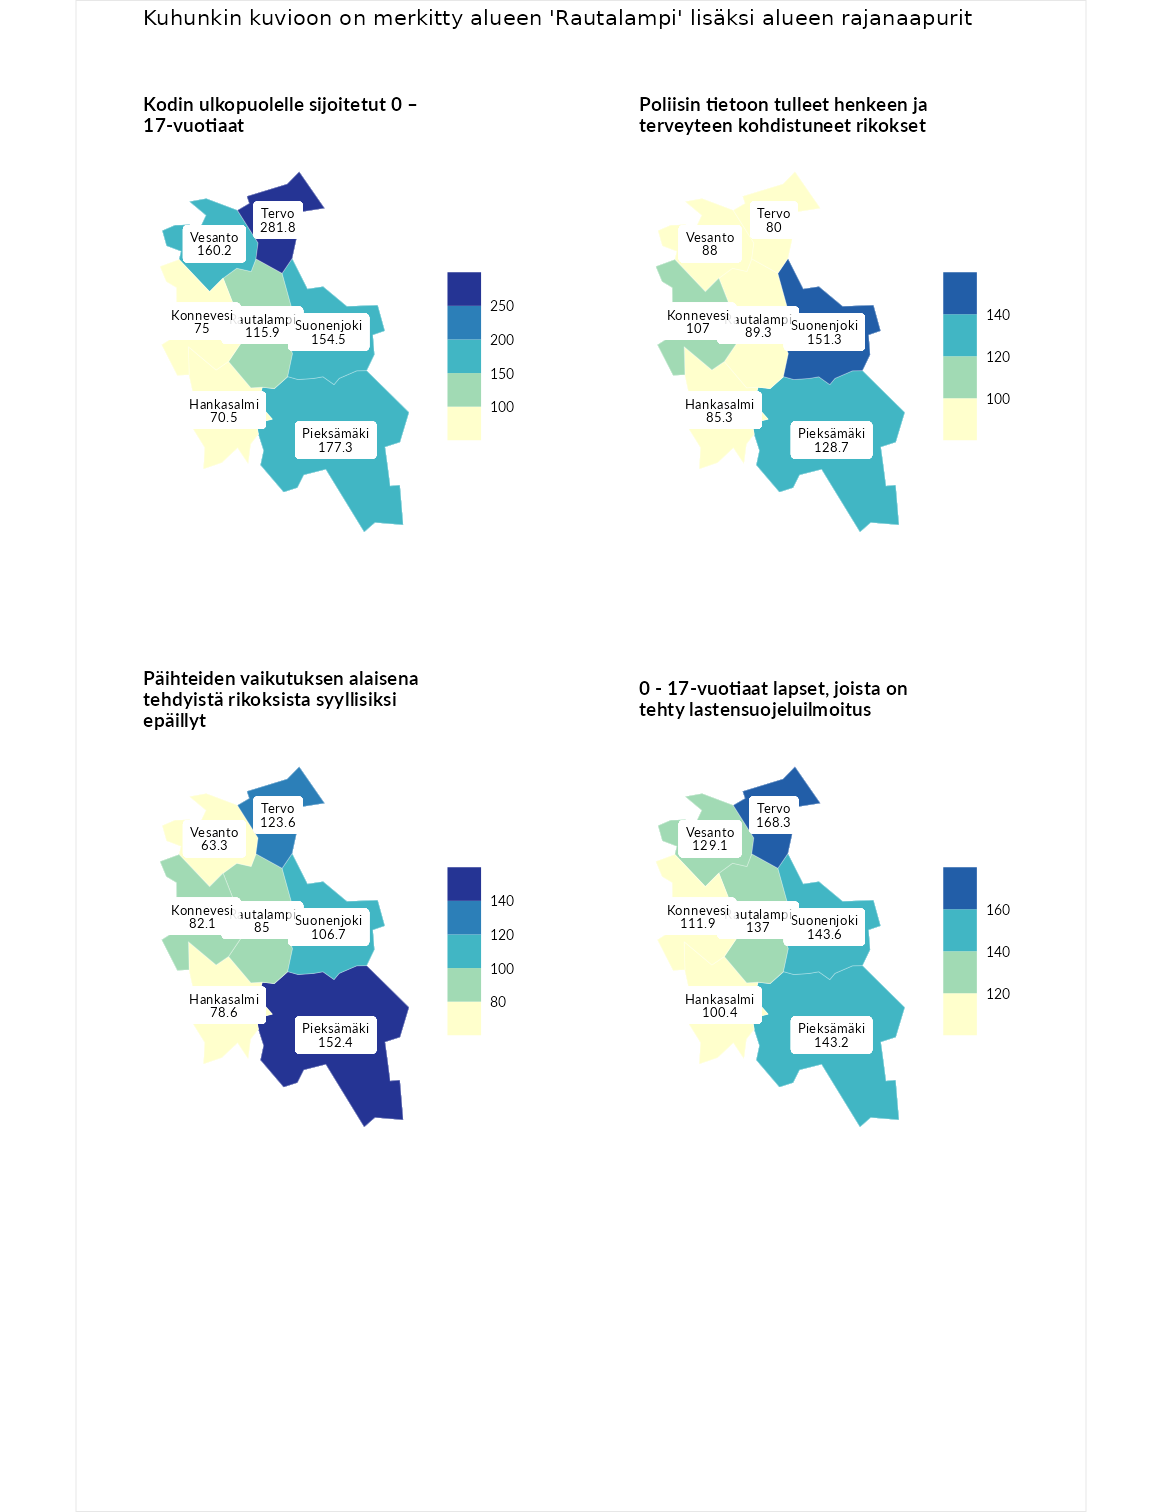 Kuhunkin kuvioon on merkitty alueen 'Rautalampi' lisäksi alueen rajanaapurit
Kodin ulkopuolelle sijoitetut 0 –
17-vuotiaat
Tervo
281.8
Vesanto
160.2
Konnevesi
75
autalampi
115.9
Suonenjoki
154.5
Hankasalmi
70.5
Pieksämäki
177.3
250
200
150
100
Poliisin tietoon tulleet henkeen ja
terveyteen kohdistuneet rikokset
Tervo
80
Vesanto
88
Konnevesi
107
autalampi
89.3
Suonenjoki
151.3
Hankasalmi
85.3
Pieksämäki
128.7
140
120
100
Päihteiden vaikutuksen alaisena
tehdyistä rikoksista syyllisiksi
epäillyt
Tervo
123.6
Vesanto
63.3
Konnevesi
82.1
autalampi
85
Suonenjoki
106.7
Hankasalmi
78.6
Pieksämäki
152.4
140
120
100
80
0 - 17-vuotiaat lapset, joista on
tehty lastensuojeluilmoitus
Tervo
168.3
Vesanto
129.1
Konnevesi
111.9
autalampi
137
Suonenjoki
143.6
Hankasalmi
100.4
Pieksämäki
143.2
160
140
120